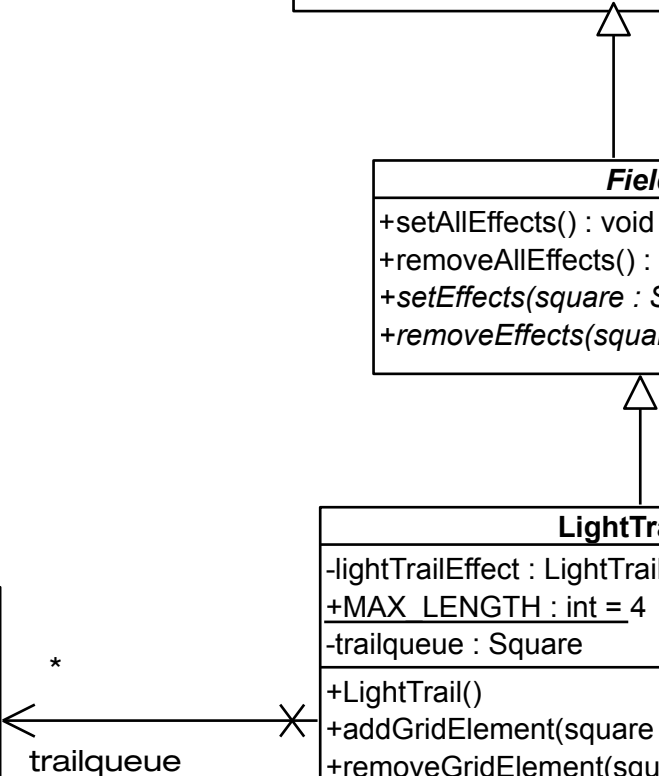 Fiel
+setAllEffects() : void
+removeAllEffects() :
+setEffects(square : S
+removeEffects(squa
LightTra
-lightTrailEffect : LightTrail
+MAX_LENGTH : int = 4
-trailqueue : Square
+LightTrail()
+addGridElement(square
+removeGridElement(squ
*
trailqueue